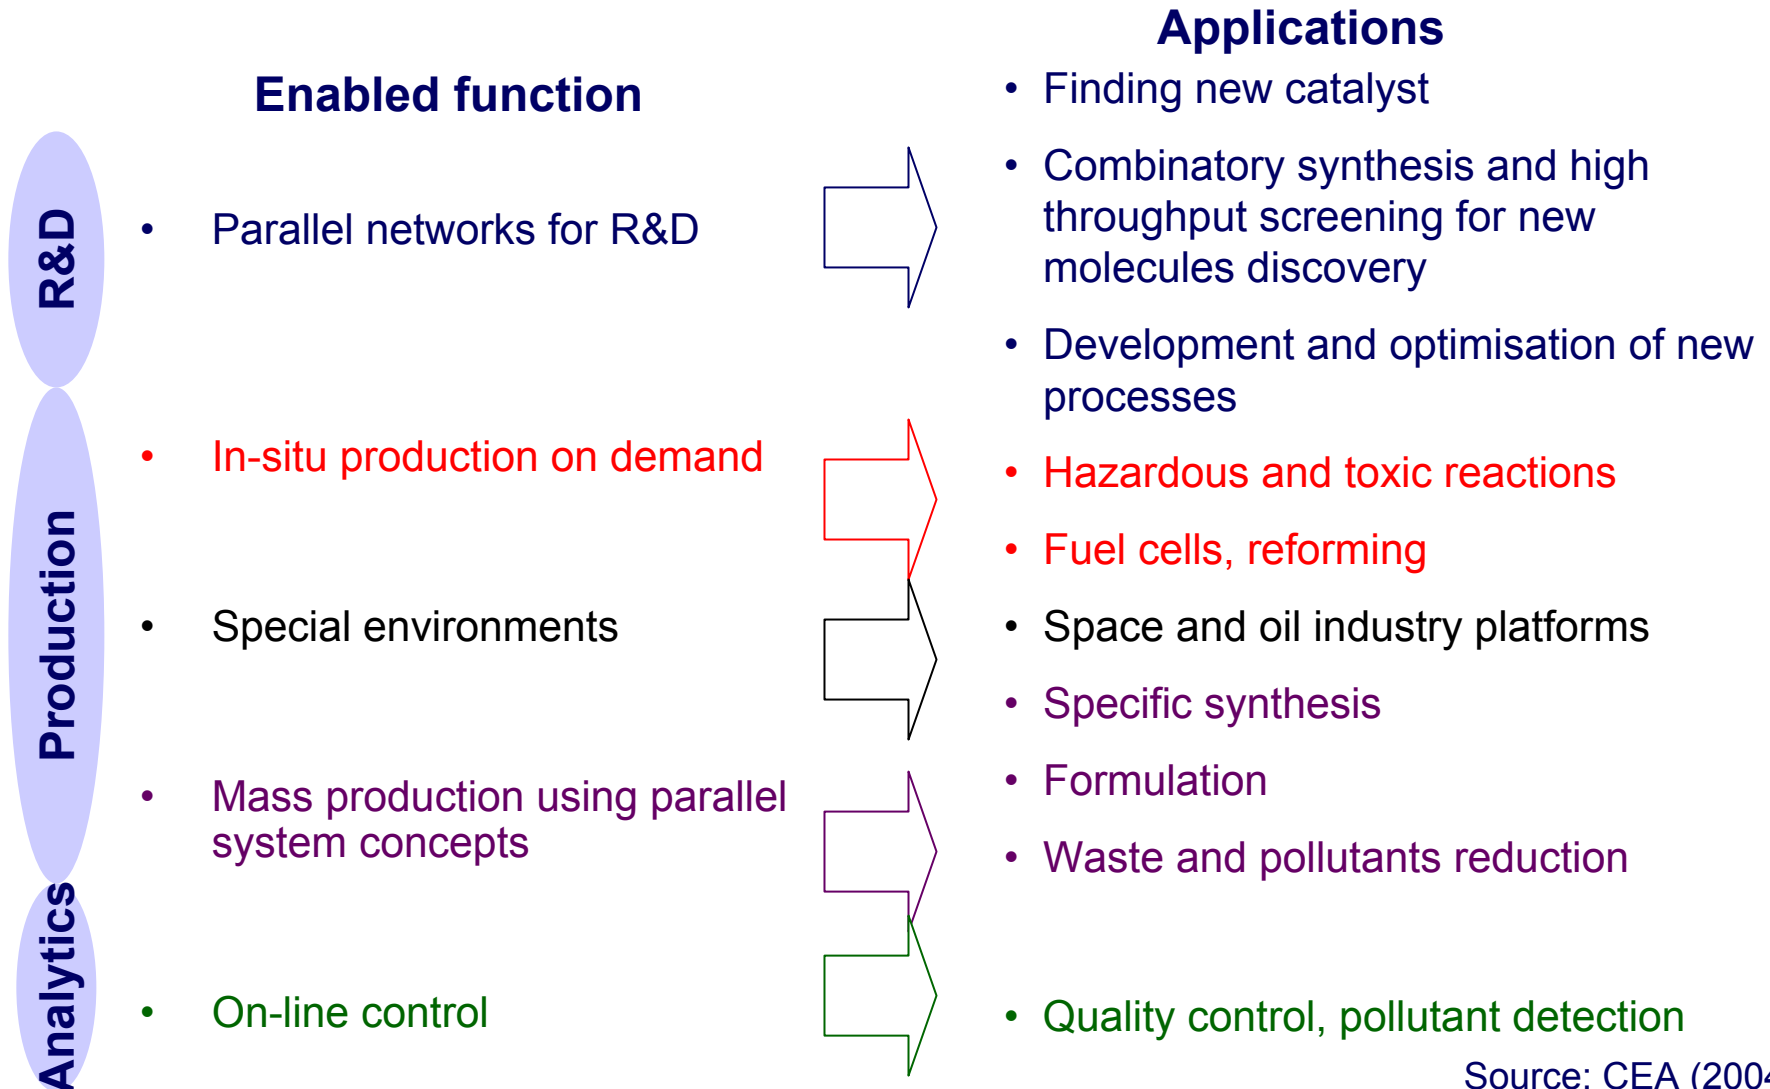 Applications
Enabled function
R&D
• Parallel networks for R&D
• Finding new catalyst
• Combinatory synthesis and high
throughput screening for new
molecules discovery
• Development and optimisation of new
processes
Production
• In-situ production on demand
• Hazardous and toxic reactions
• Fuel cells, reforming
• Special environments
• Space and oil industry platforms
• Mass production using parallel
system concepts
• Specific synthesis
• Formulation
• Waste and pollutants reduction
Analytics
• On-line control
• Quality control, pollutant detection
Source: CEA (2004